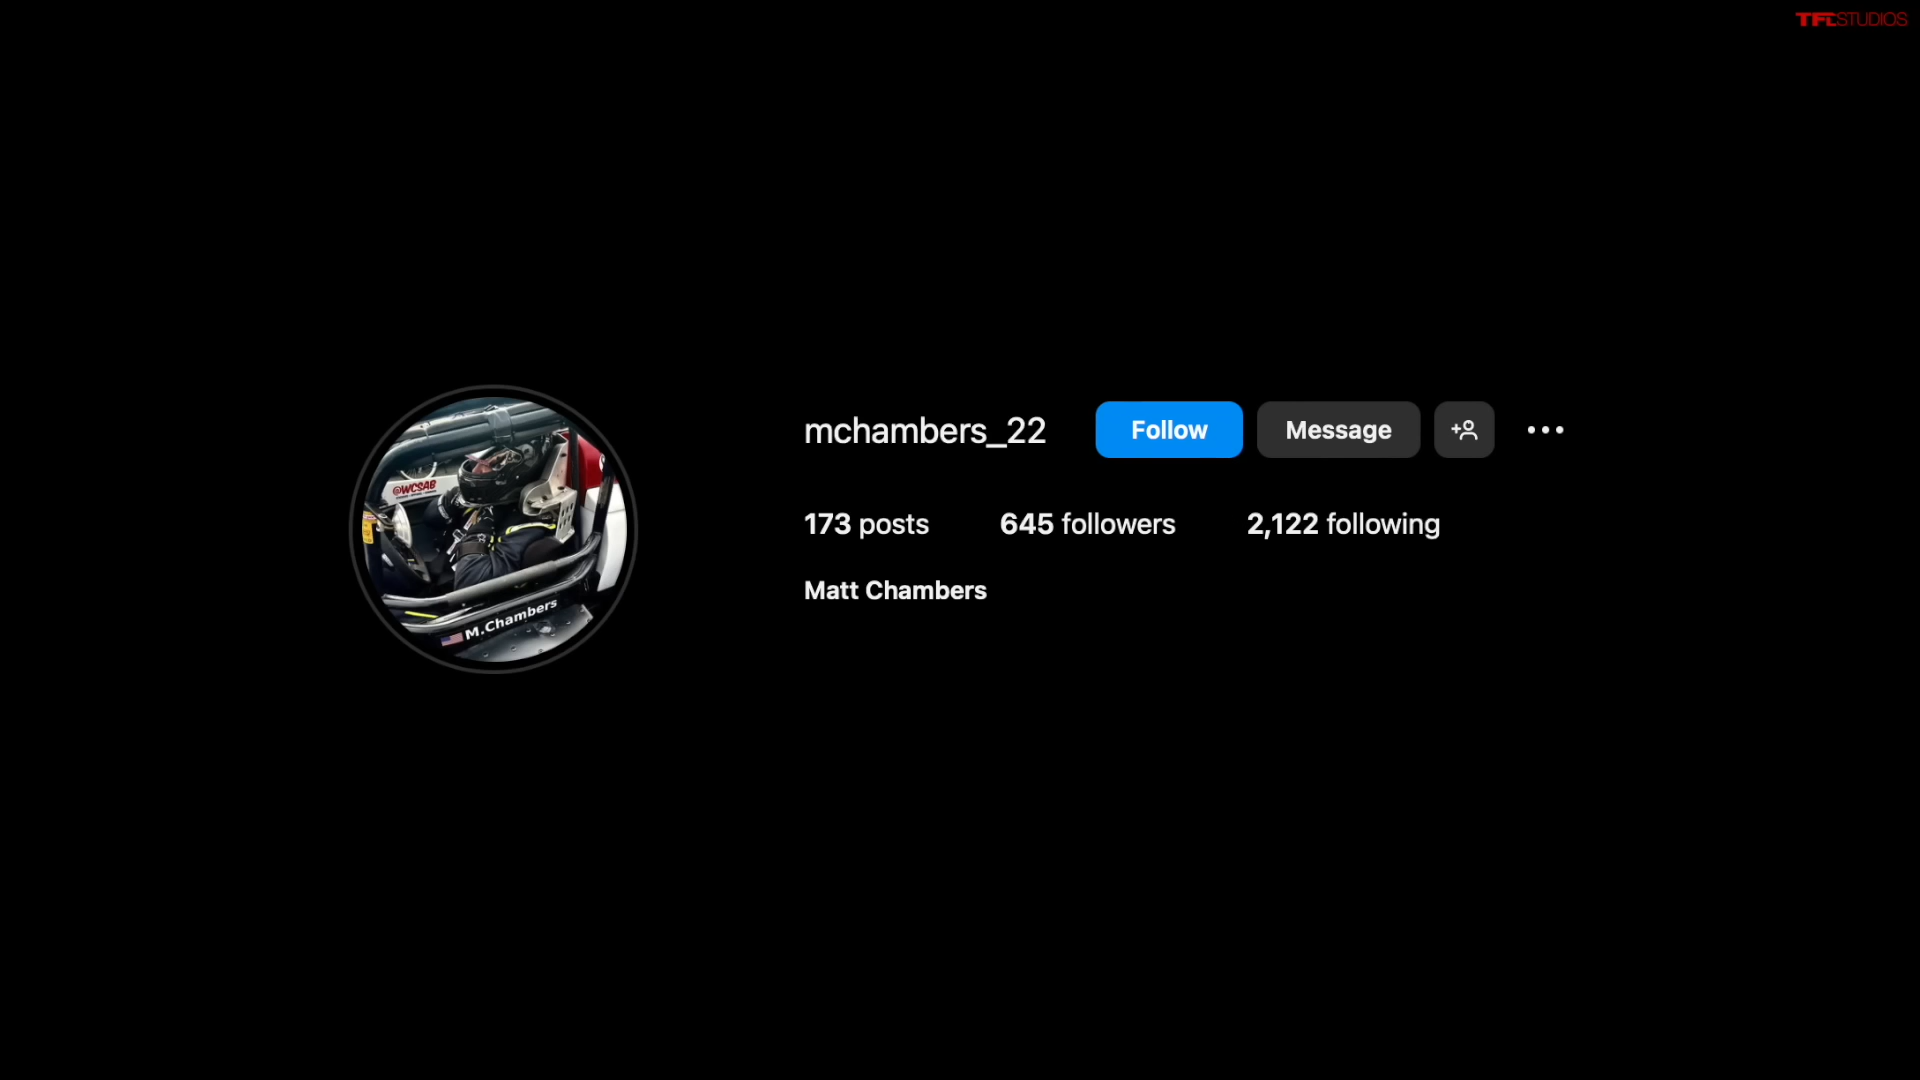 TFLSTUDIOS
mchambers_22
Follow
Message
173 posts
645 followers
2,122 following
Matt Chambers
@WCSAB
M.Chambers